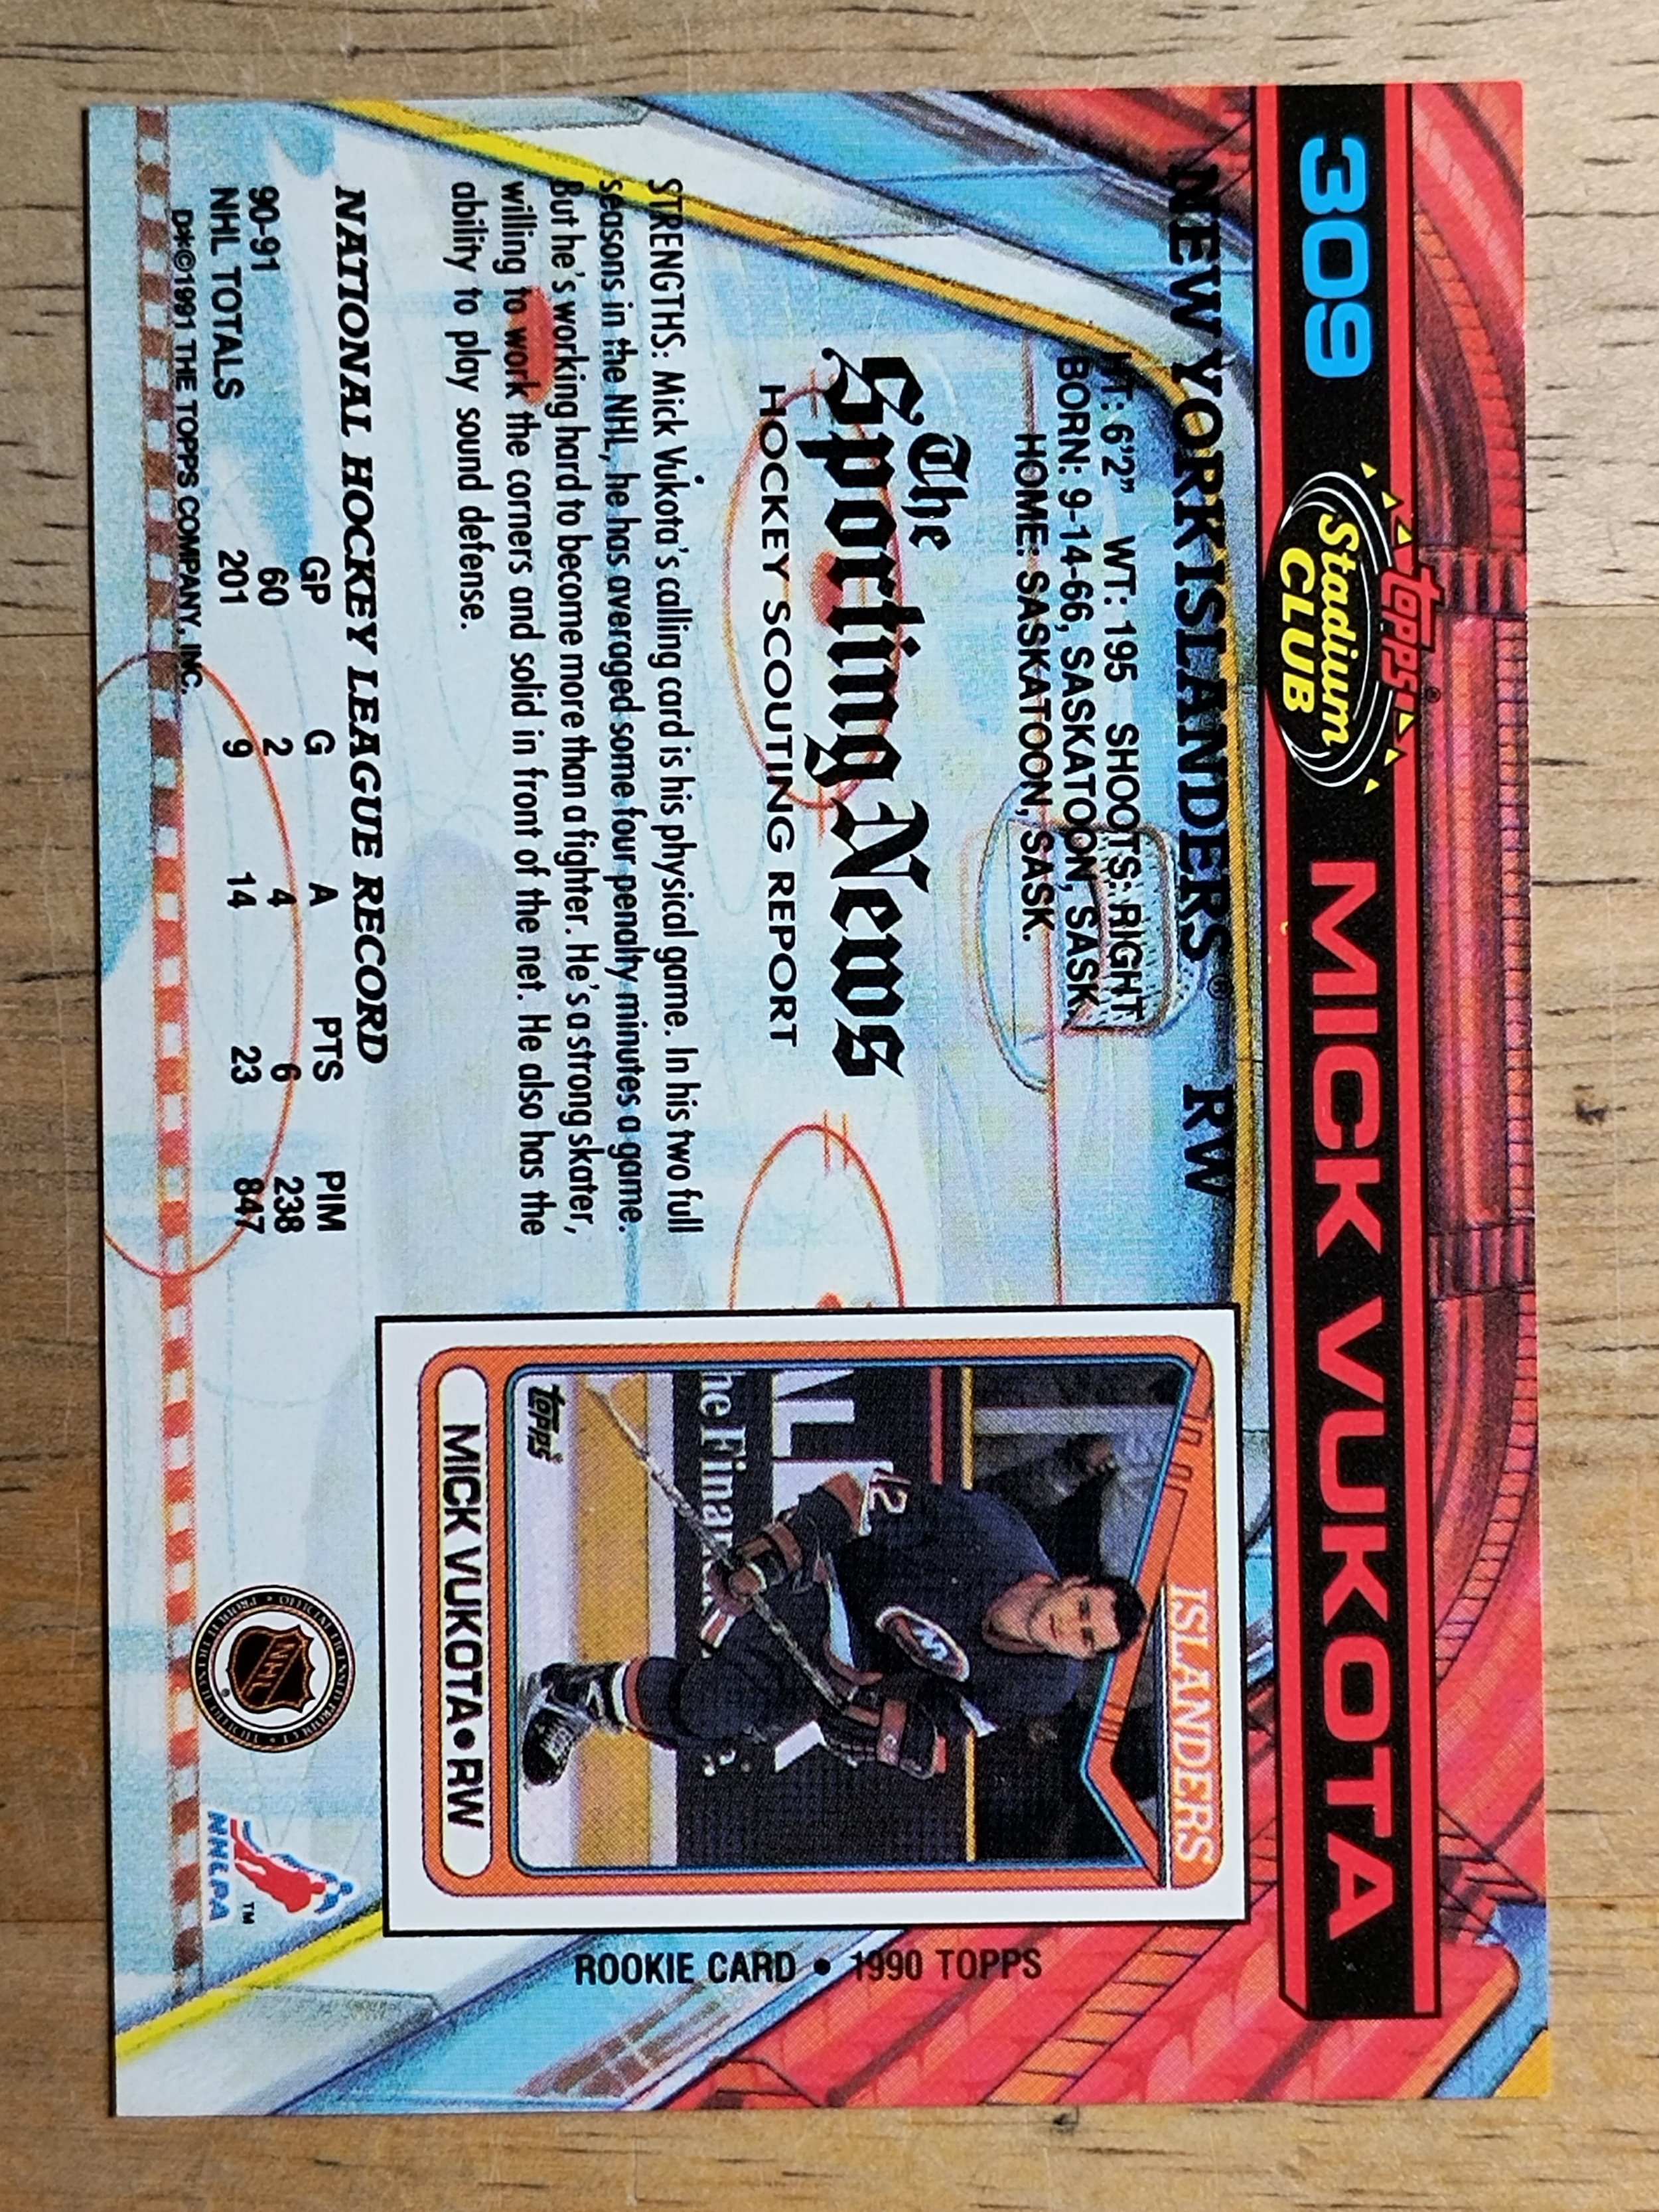 309
topps®
Stadium
CLUB
MICK VUKOTA
NEW YORK ISLANDERS® RW
HT: 6'2" WT: 195 SHOOTS: RIGHT
BORN: 9-14-66, SASKATOON, SASK.
HOME: SASKATOON, SASK.
The
Sporting News
HOCKEY SCOUTING REPORT
STRENGTHS: Mick Vukota's calling card is his physical game. In his two full
seasons in the NHL, he has averaged some four penalty minutes a game.
But he's working hard to become more than a fighter. He's a strong skater,
willing to work the corners and solid in front of the net. He also has the
ability to play sound defense.
NATIONAL HOCKEY LEAGUE RECORD
GP G A PTS PIM
90-91 60 2 4 6 238
NHL TOTALS 201 9 14 23 847
D**©1991 THE TOPPS COMPANY, INC.
ISLANDERS
12
he Finan
topps
MICK VUKOTA•RW
ROOKIE CARD • 1990 TOPPS
NHL
®
NHLPA
™